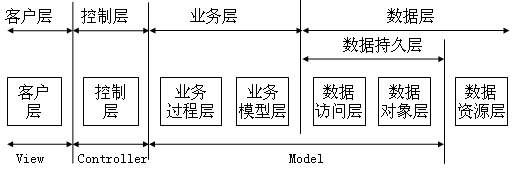 客户层 控制层 业务层 数据层
数据持久层
客户 控制 业务 业务 数据 数据 数据
层 层 过程层 模型层 访问层 对象层 资源层
View Controller Model